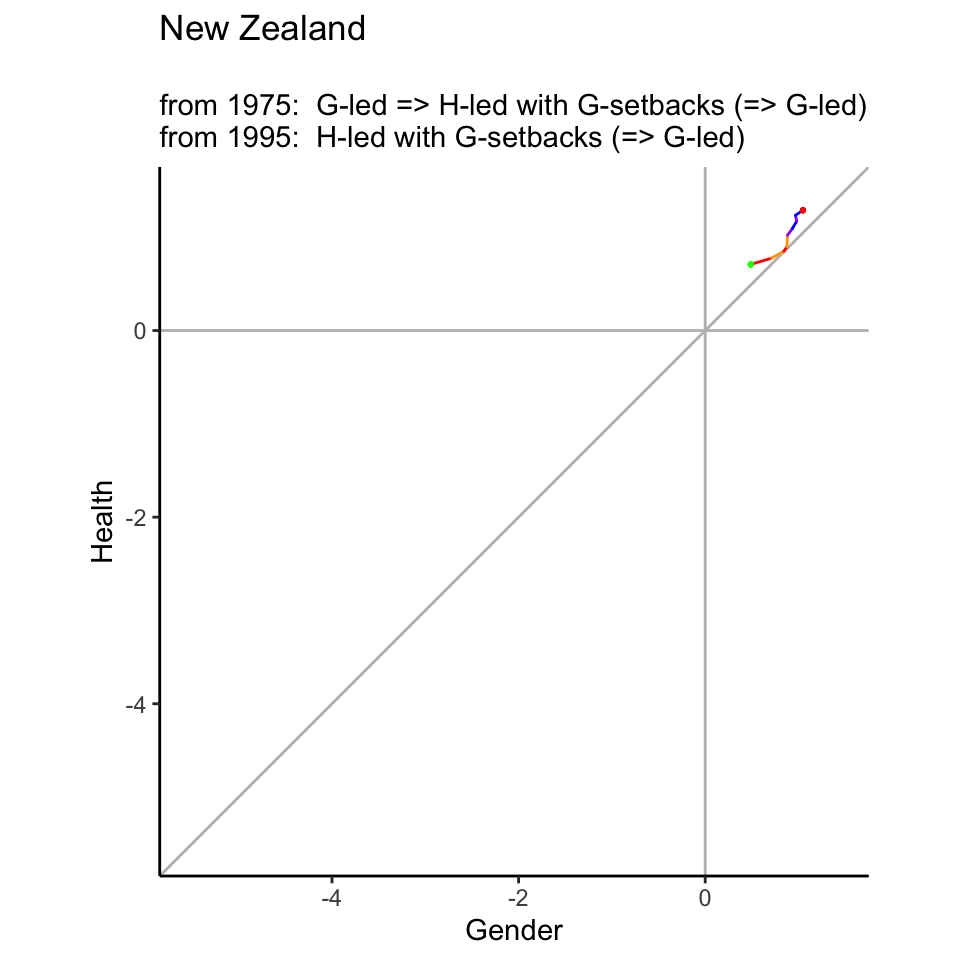 New Zealand
from 1975:  G-led => H-led with G-setbacks (=> G-led)
from 1995:  H-led with G-setbacks (=> G-led)
0
-2
-4
Health
-4
-2
0
Gender